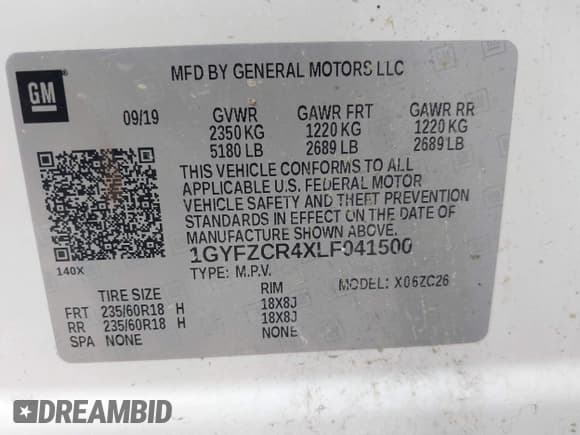 GM
MFD BY GENERAL MOTORS LLC
09/19 GVWR GAWR FRT GAWR RR
2350 KG 1220 KG 1220 KG
5180 LB 2689 LB 2689 LB
THIS VEHICLE CONFORMS TO ALL
APPLICABLE U.S. FEDERAL MOTOR
VEHICLE SAFETY AND THEFT PREVENTION
STANDARDS IN EFFECT ON THE DATE OF
MANUFACTURE SHOWN ABOVE.
1GYFZCR4XLF041500
140X
TYPE: M.P.V. MODEL: X06ZC26
TIRE SIZE RIM
FRT 235/60R18 H 18X8J
RR 235/60R18 H 18X8J
SPA NONE NONE
DREAMBID